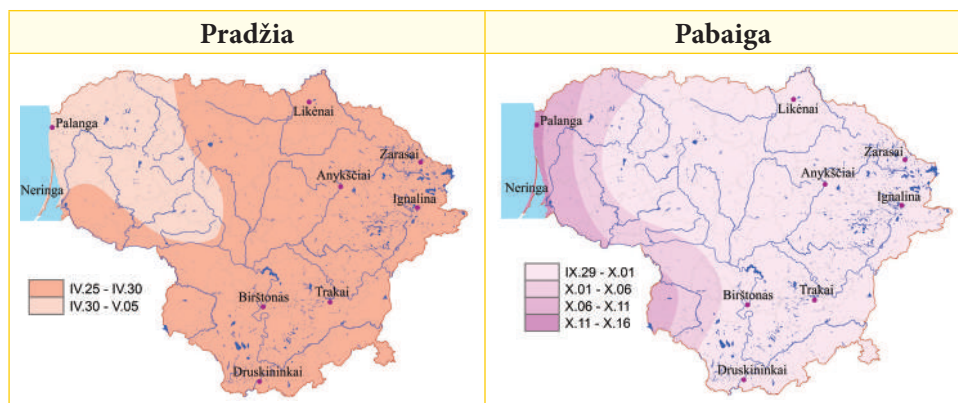 Pradžia
Pabaiga
Likėnai
Palanga
Zarasai
Anykščiai
Neringa
Ignalina
IV.25 - IV.30
IV.30 - V.05
Birštonas
Trakai
Druskininkai
Likėnai
Palanga
Zarasai
Anykščiai
Neringa
Ignalina
IX.29 - X.01
X.01 - X.06
X.06 - X.11
X.11 - X.16
Birštonas
Trakai
Druskininkai